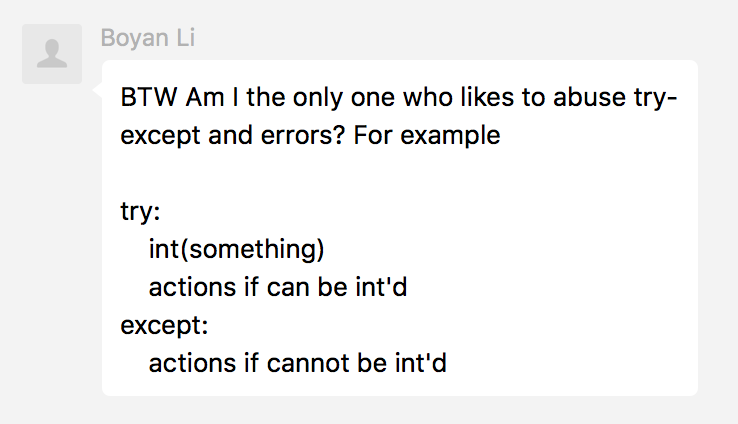 Boyan Li
BTW Am I the only one who likes to abuse try-
except and errors? For example
try:
    int(something)
    actions if can be int'd
except:
    actions if cannot be int'd